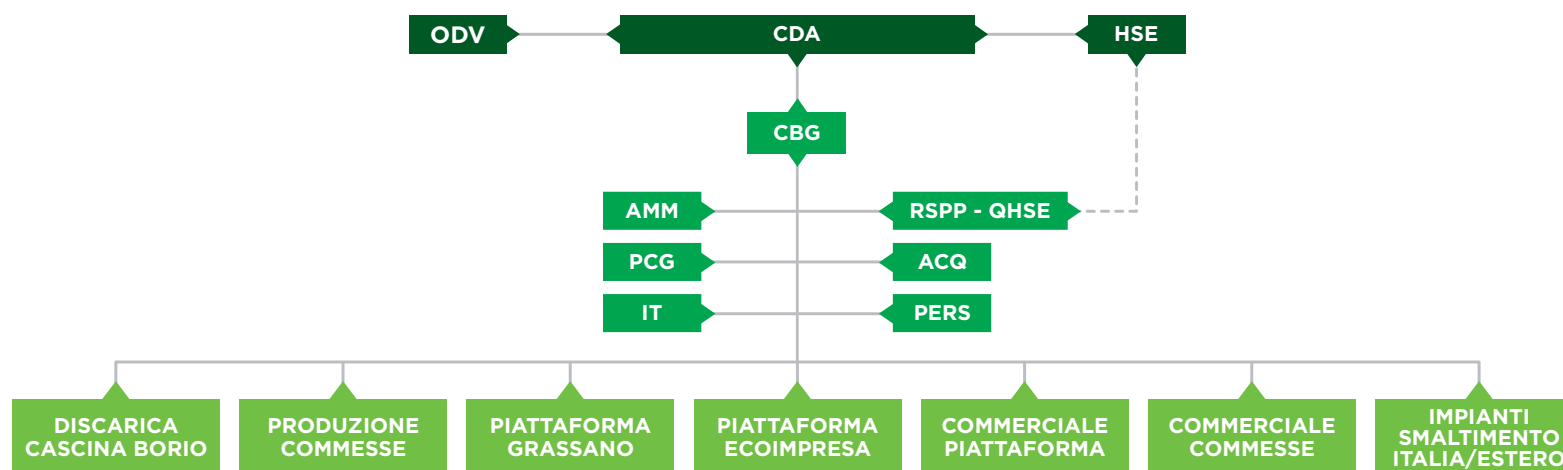 ODV
CDA
HSE
CBG
AMM
RSPP - QHSE
PCG
ACQ
IT
PERS
DISCARICA
CASCINA BORIO
PRODUZIONE
COMMESSE
PIATTAFORMA
GRASSANO
PIATTAFORMA
ECOIMPRESA
COMMERCIALE
PIATTAFORMA
COMMERCIALE
COMMESSE
IMPIANTI
SMALTIMENTO
ITALIA/ESTERO